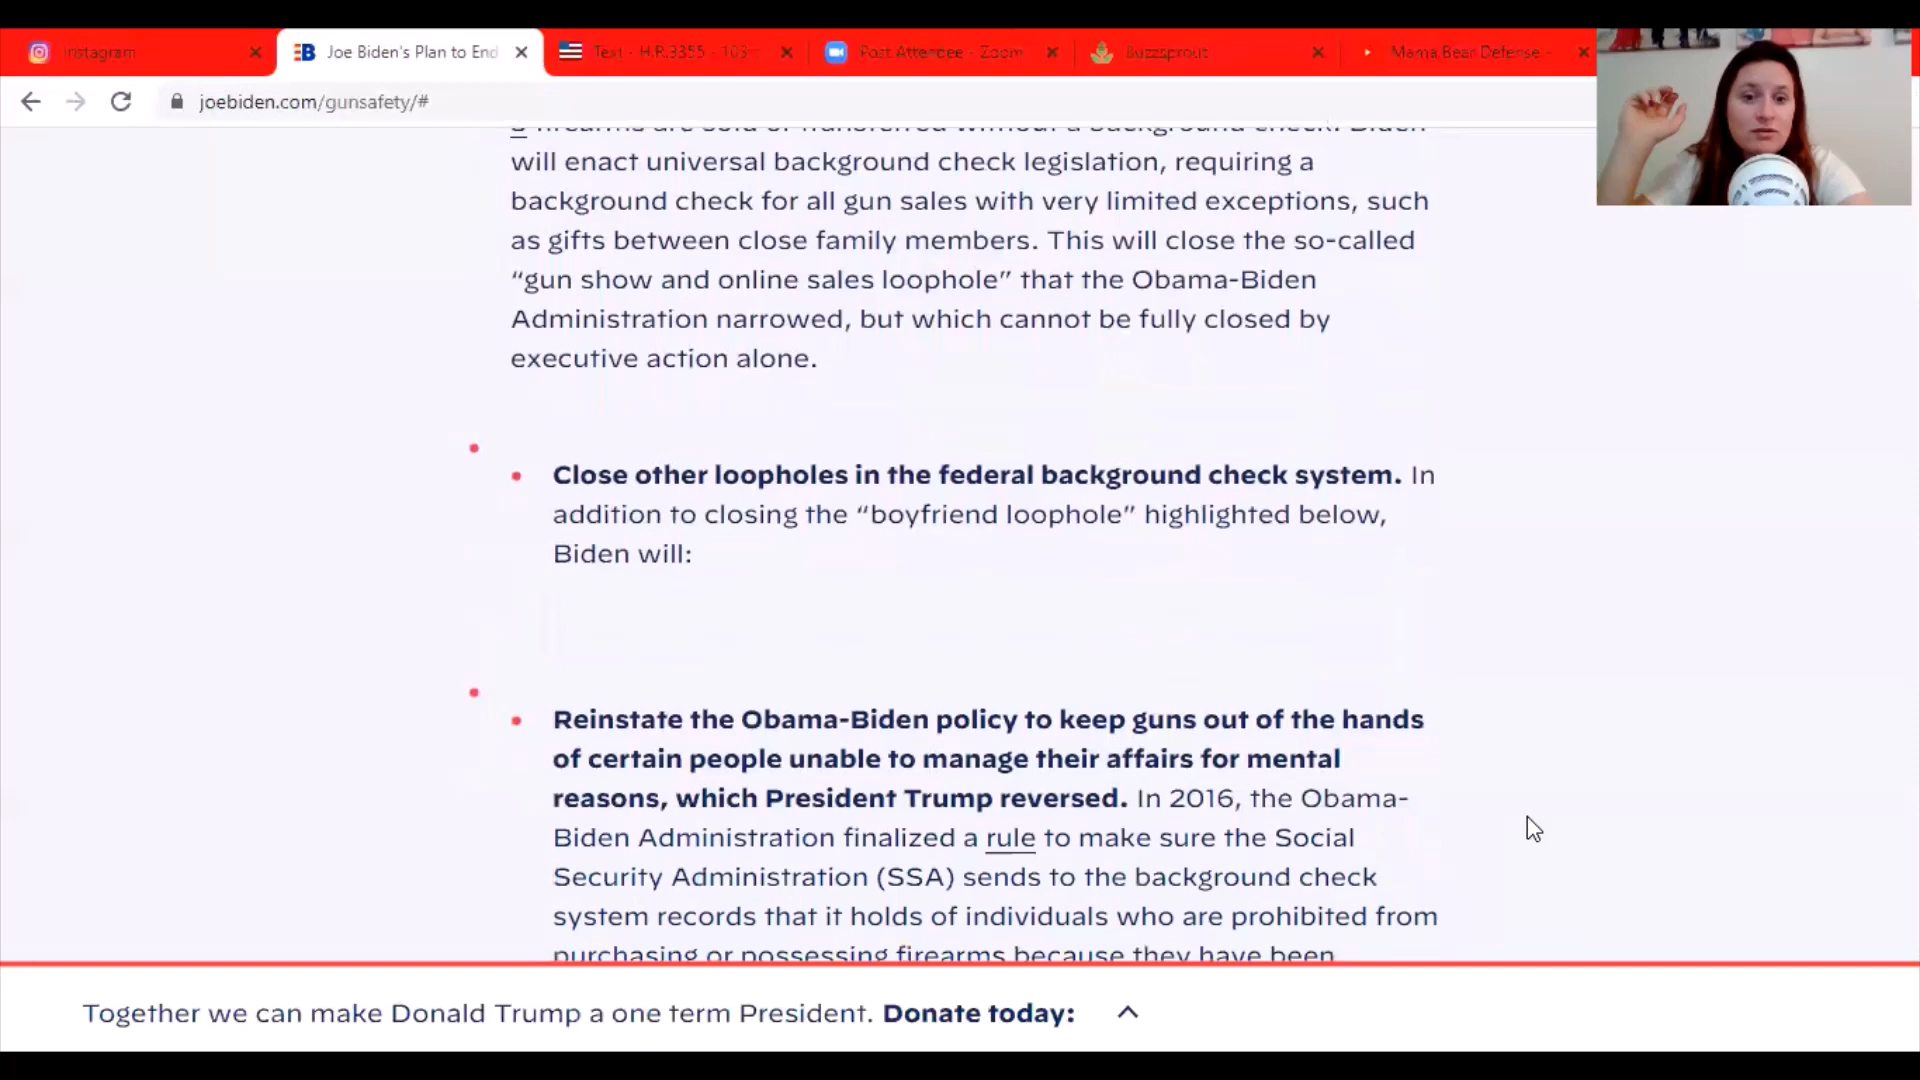 Instagram
Joe Biden's Plan to End
Text - H.R.3355 - 103
Post Attendee - Zoom
Buzzsprout
Mama Bear Defense -
joebiden.com/gunsafety/#
firearms are sold or transferred without a background check. Biden
will enact universal background check legislation, requiring a
background check for all gun sales with very limited exceptions, such
as gifts between close family members. This will close the so-called
“gun show and online sales loophole” that the Obama-Biden
Administration narrowed, but which cannot be fully closed by
executive action alone.
Close other loopholes in the federal background check system. In
addition to closing the “boyfriend loophole” highlighted below,
Biden will:
Reinstate the Obama-Biden policy to keep guns out of the hands
of certain people unable to manage their affairs for mental
reasons, which President Trump reversed. In 2016, the Obama-
Biden Administration finalized a rule to make sure the Social
Security Administration (SSA) sends to the background check
system records that it holds of individuals who are prohibited from
purchasing or possessing firearms because they have been
Together we can make Donald Trump a one term President. Donate today: